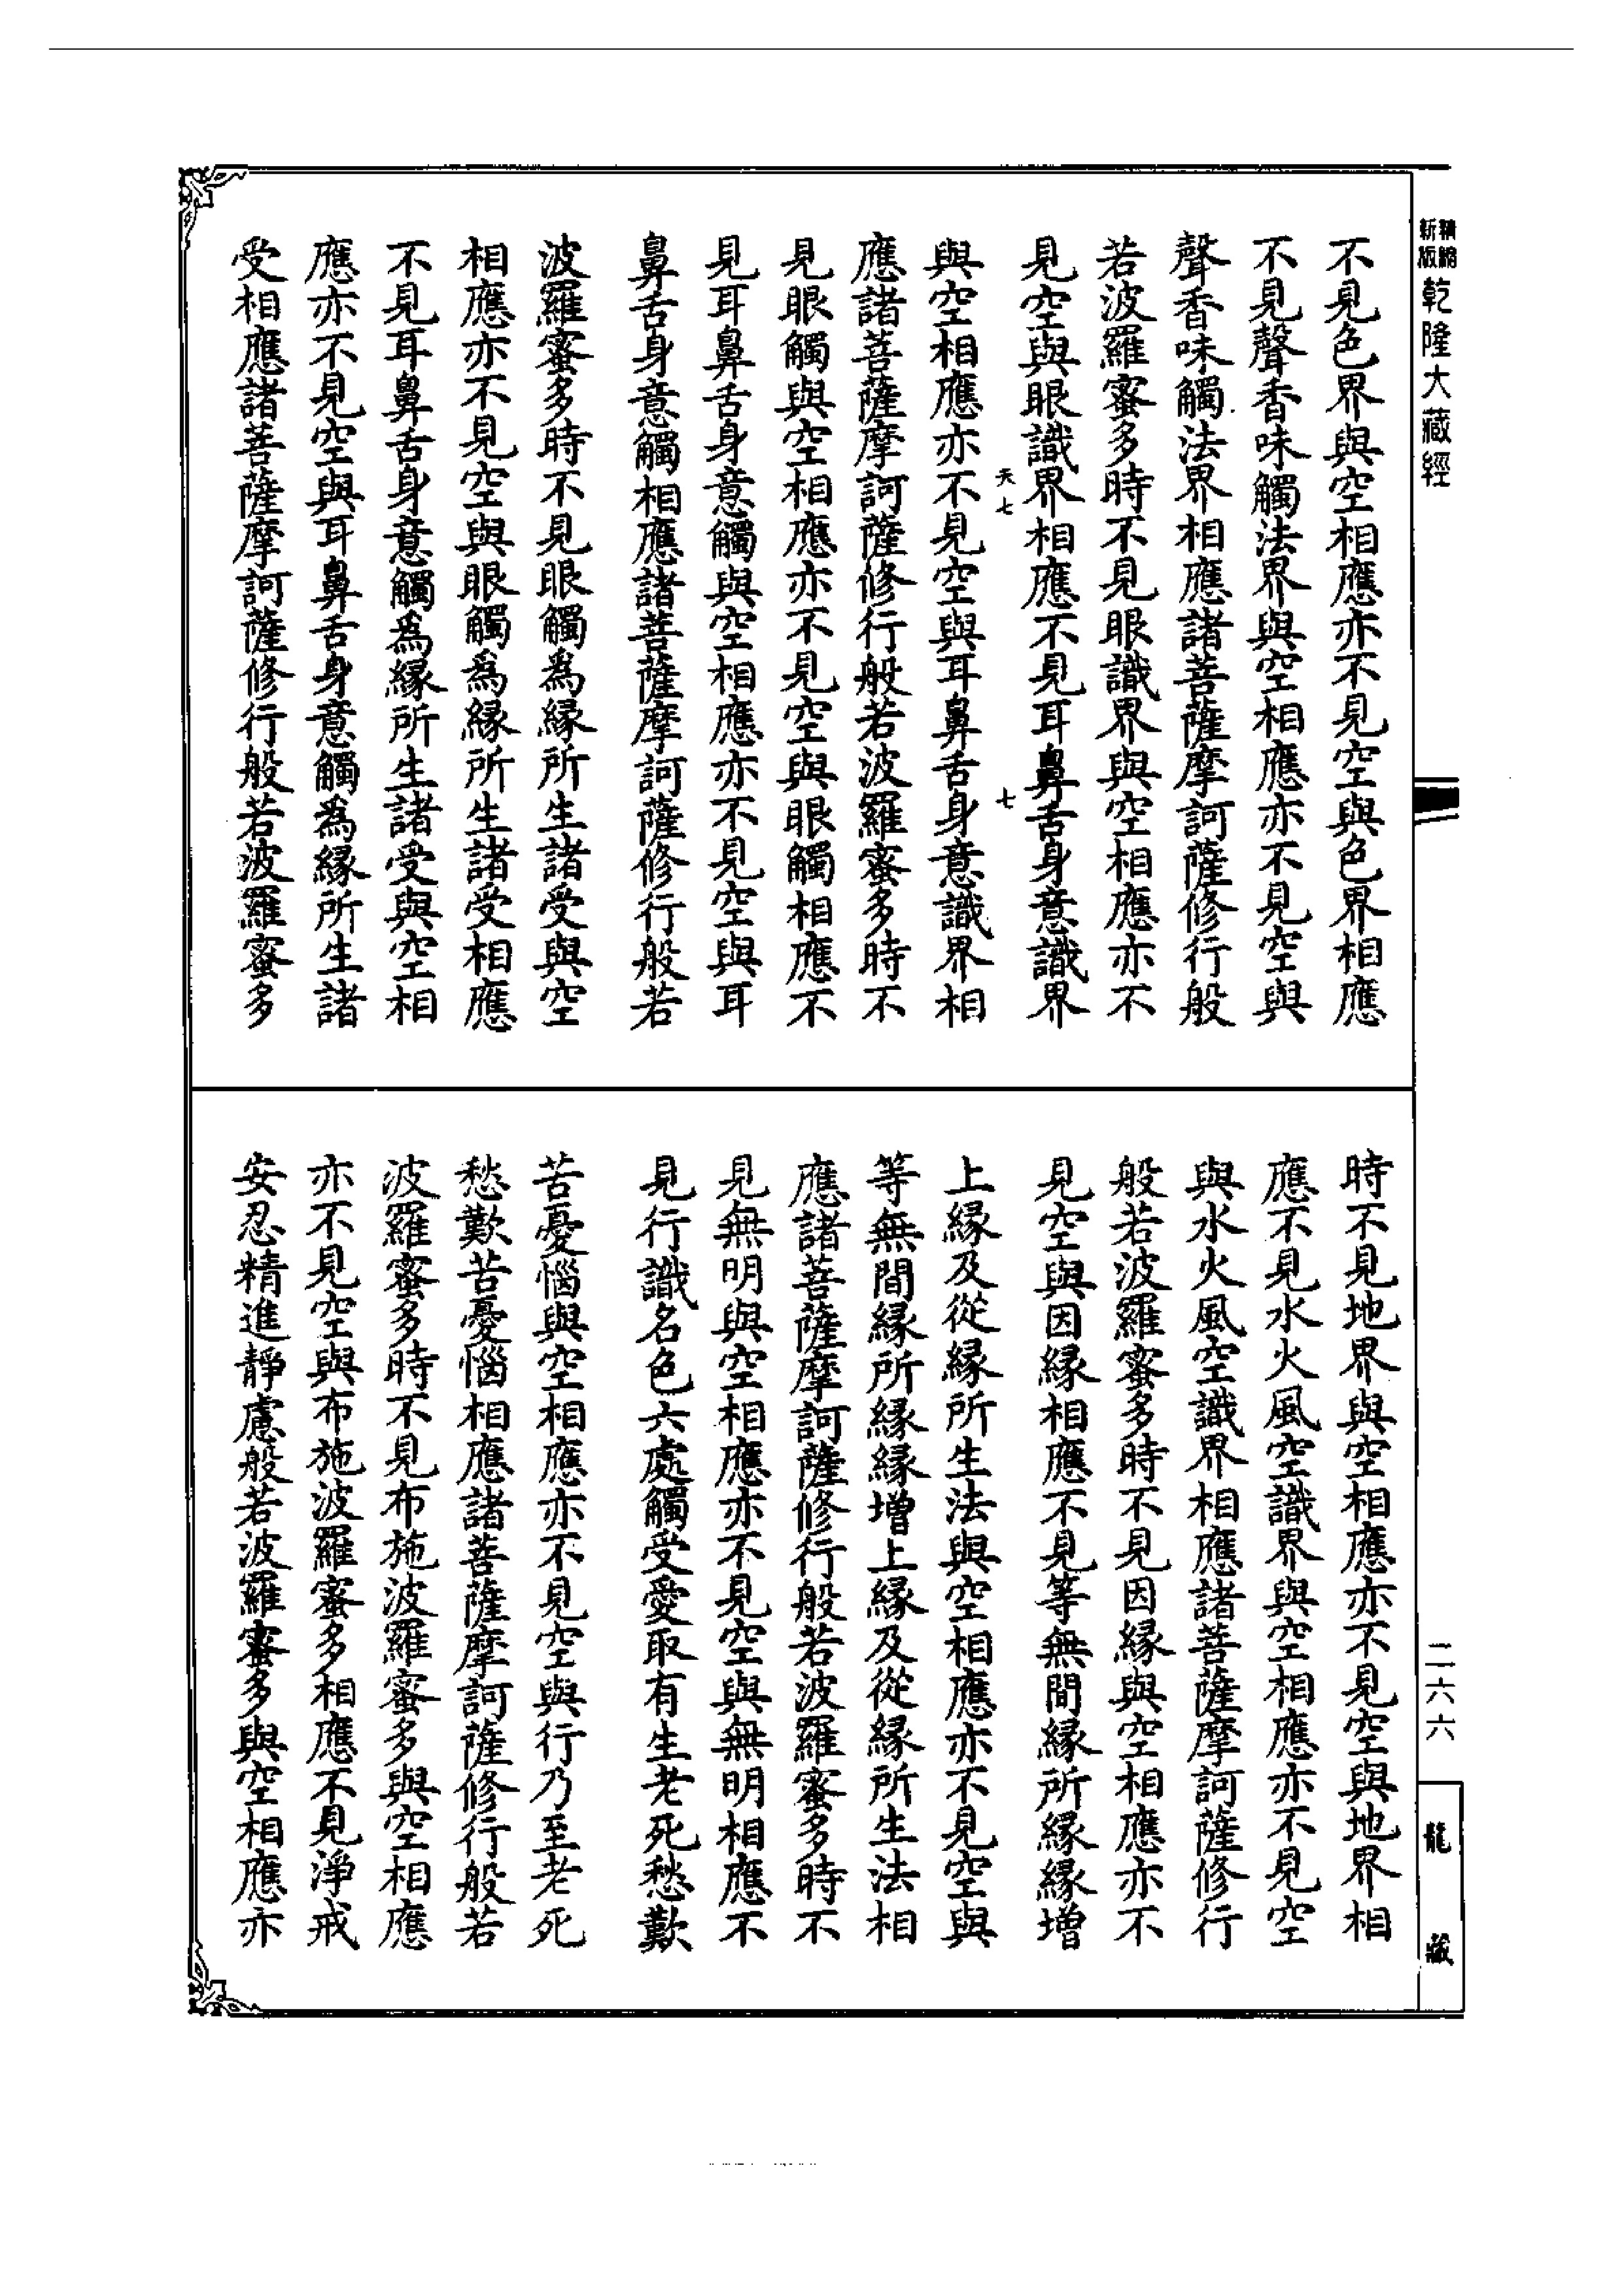 精縮新版乾隆大藏經
不見色界與空相應亦不見空與色界相應
不見聲香味觸法界與空相應亦不見空與
聲香味觸法界相應諸菩薩摩訶薩修行般
若波羅蜜多時不見眼識界與空相應亦不
見空與眼識界相應不見耳鼻舌身意識界
天七
七
與空相應亦不見空與耳鼻舌身意識界相
應諸菩薩摩訶薩修行般若波羅蜜多時不
見眼觸與空相應亦不見空與眼觸相應不
見耳鼻舌身意觸與空相應亦不見空與耳
鼻舌身意觸相應諸菩薩摩訶薩修行般若
波羅蜜多時不見眼觸為緣所生諸受與空
相應亦不見空與眼觸為緣所生諸受相應
不見耳鼻舌身意觸為緣所生諸受與空相
應亦不見空與耳鼻舌身意觸為緣所生諸
受相應諸菩薩摩訶薩修行般若波羅蜜多
時不見地界與空相應亦不見空與地界相
應不見水火風空識界與空相應亦不見空
與水火風空識界相應諸菩薩摩訶薩修行
般若波羅蜜多時不見因緣與空相應亦不
見空與因緣相應不見等無間緣所緣緣增
上緣及從緣所生法與空相應亦不見空與
等無間緣所緣緣增上緣及從緣所生法相
應諸菩薩摩訶薩修行般若波羅蜜多時不
見無明與空相應亦不見空與無明相應不
見行識名色六處觸受愛取有生老死愁歎
苦憂惱與空相應亦不見空與行乃至老死
愁歎苦憂惱相應諸菩薩摩訶薩修行般若
波羅蜜多時不見布施波羅蜜多與空相應
亦不見空與布施波羅蜜多相應不見淨戒
安忍精進靜慮般若波羅蜜多與空相應亦
二六六
龍藏